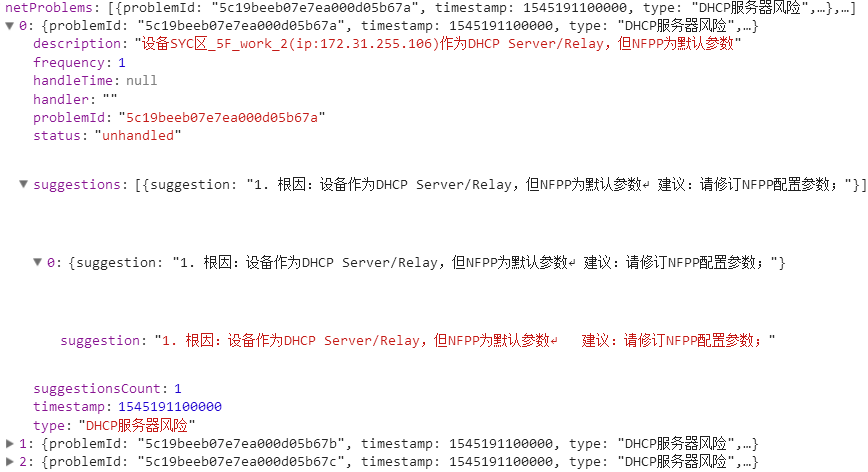 netProblems: [{problemId: "5c19beeb07e7ea000d05b67a", timestamp: 1545191100000, type: "DHCP服务器风险",…},…]
▼0: {problemId: "5c19beeb07e7ea000d05b67a", timestamp: 1545191100000, type: "DHCP服务器风险",…}
description: "设备SYC区_5F_work_2(ip:172.31.255.106)作为DHCP Server/Relay，但NFPP为默认参数"
frequency: 1
handleTime: null
handler: ""
problemId: "5c19beeb07e7ea000d05b67a"
status: "unhandled"
▼suggestions: [{suggestion: "1. 根因：设备作为DHCP Server/Relay，但NFPP为默认参数↵ 建议：请修订NFPP配置参数；"}]
▼0: {suggestion: "1. 根因：设备作为DHCP Server/Relay，但NFPP为默认参数↵ 建议：请修订NFPP配置参数；"}
suggestion: "1. 根因：设备作为DHCP Server/Relay，但NFPP为默认参数↵ 建议：请修订NFPP配置参数；"
suggestionsCount: 1
timestamp: 1545191100000
type: "DHCP服务器风险"
▶1: {problemId: "5c19beeb07e7ea000d05b67b", timestamp: 1545191100000, type: "DHCP服务器风险",…}
▶2: {problemId: "5c19beeb07e7ea000d05b67c", timestamp: 1545191100000, type: "DHCP服务器风险",…}